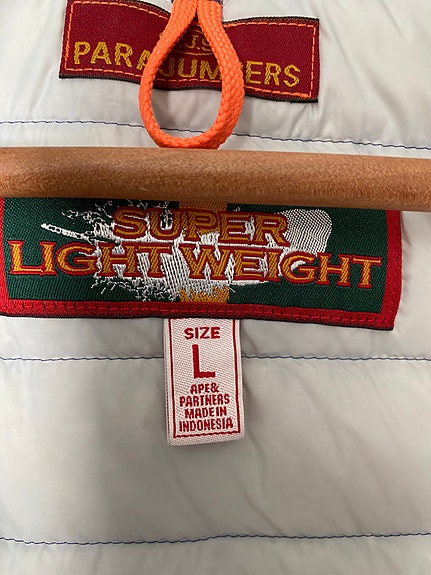 J.S
PARAJUMPERS
SUPER
LIGHT WEIGHT
SIZE
L
APE&
PARTNERS
MADE IN
INDONESIA